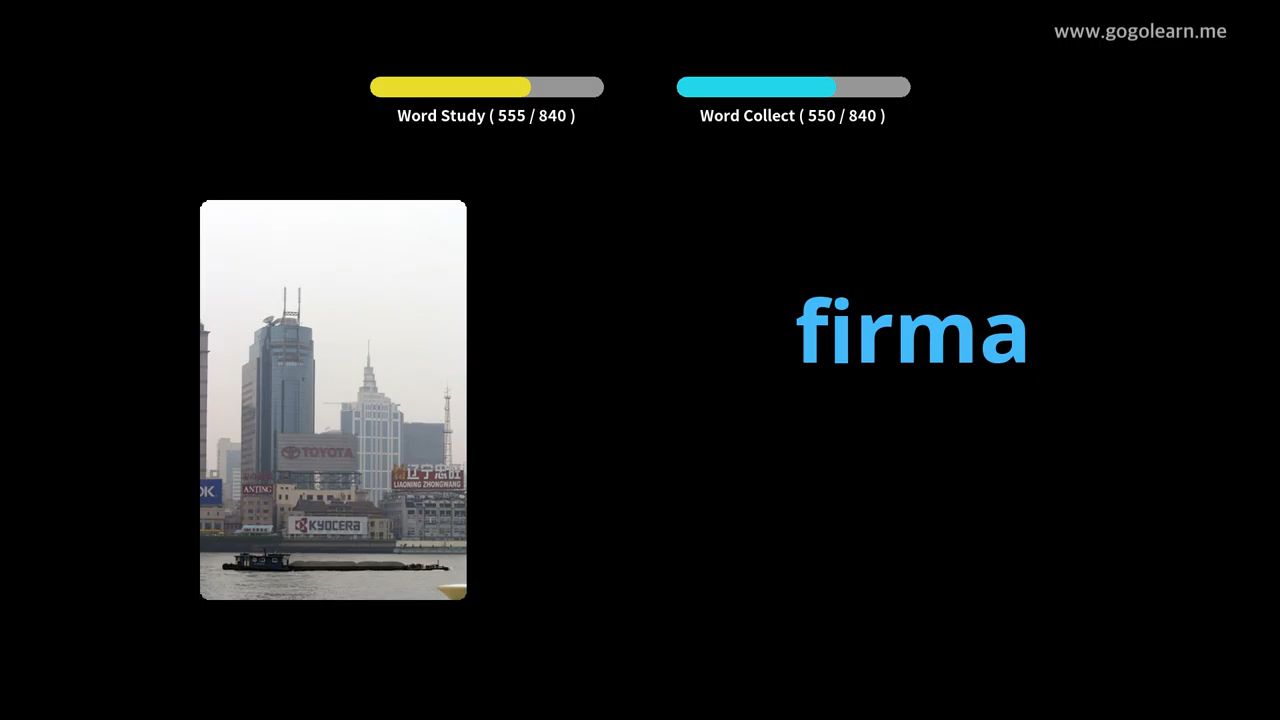 www.gogolearn.me
Word Study ( 555 / 840 )
Word Collect ( 550 / 840 )
firma
TOYOTA
辽宁忠旺
LIAONING ZHONGWANG
OK
ANTING
KYOCERA